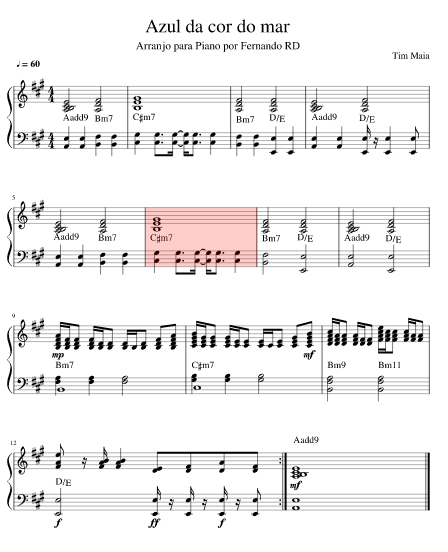 Azul da cor do mar
Arranjo para Piano por Fernando RD
Tim Maia
♩ = 60
Aadd9 Bm7 C♯m7 Bm7 D/E Aadd9 D/E
5
Aadd9 Bm7 C♯m7 Bm7 D/E Aadd9 D/E
9
mp mf
Bm7 C♯m7 Bm9 Bm11
12
Aadd9
mf
D/E
f ff f